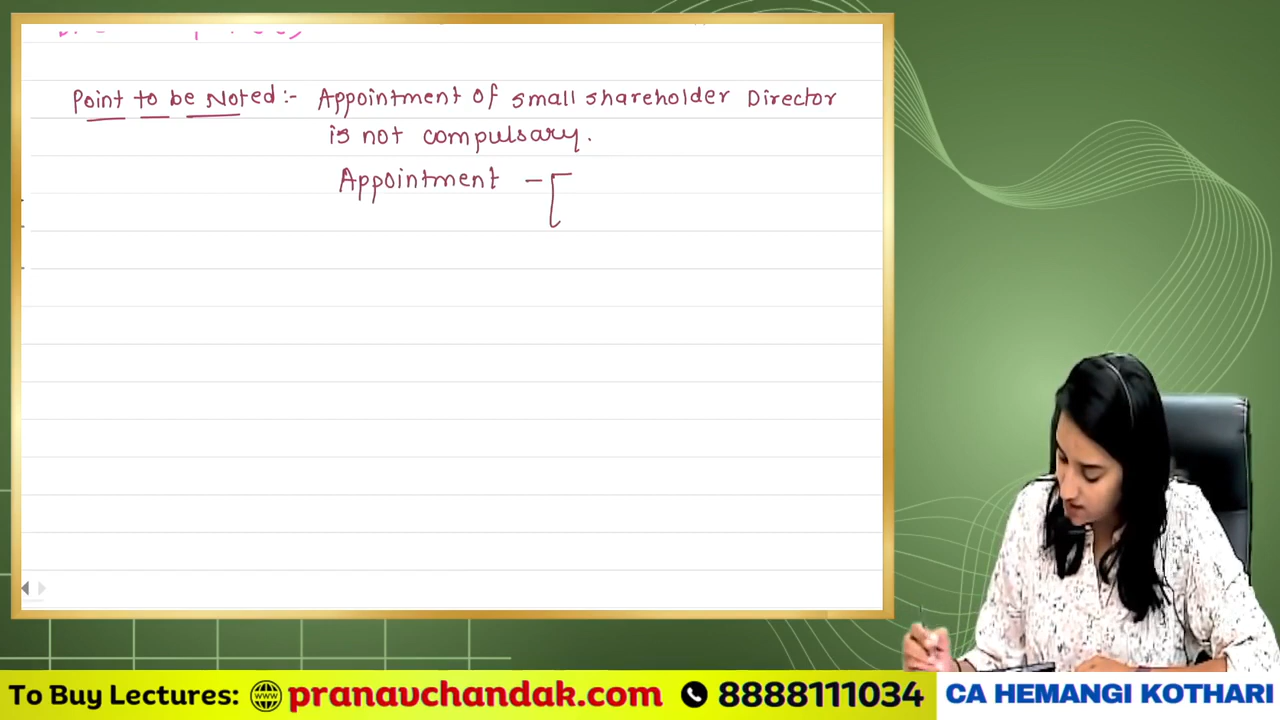 Point to be Noted :- Appointment of small shareholder Director
is not compulsary.
Appointment -
To Buy Lectures: pranavchandak.com 8888111034 CA HEMANGI KOTHARI